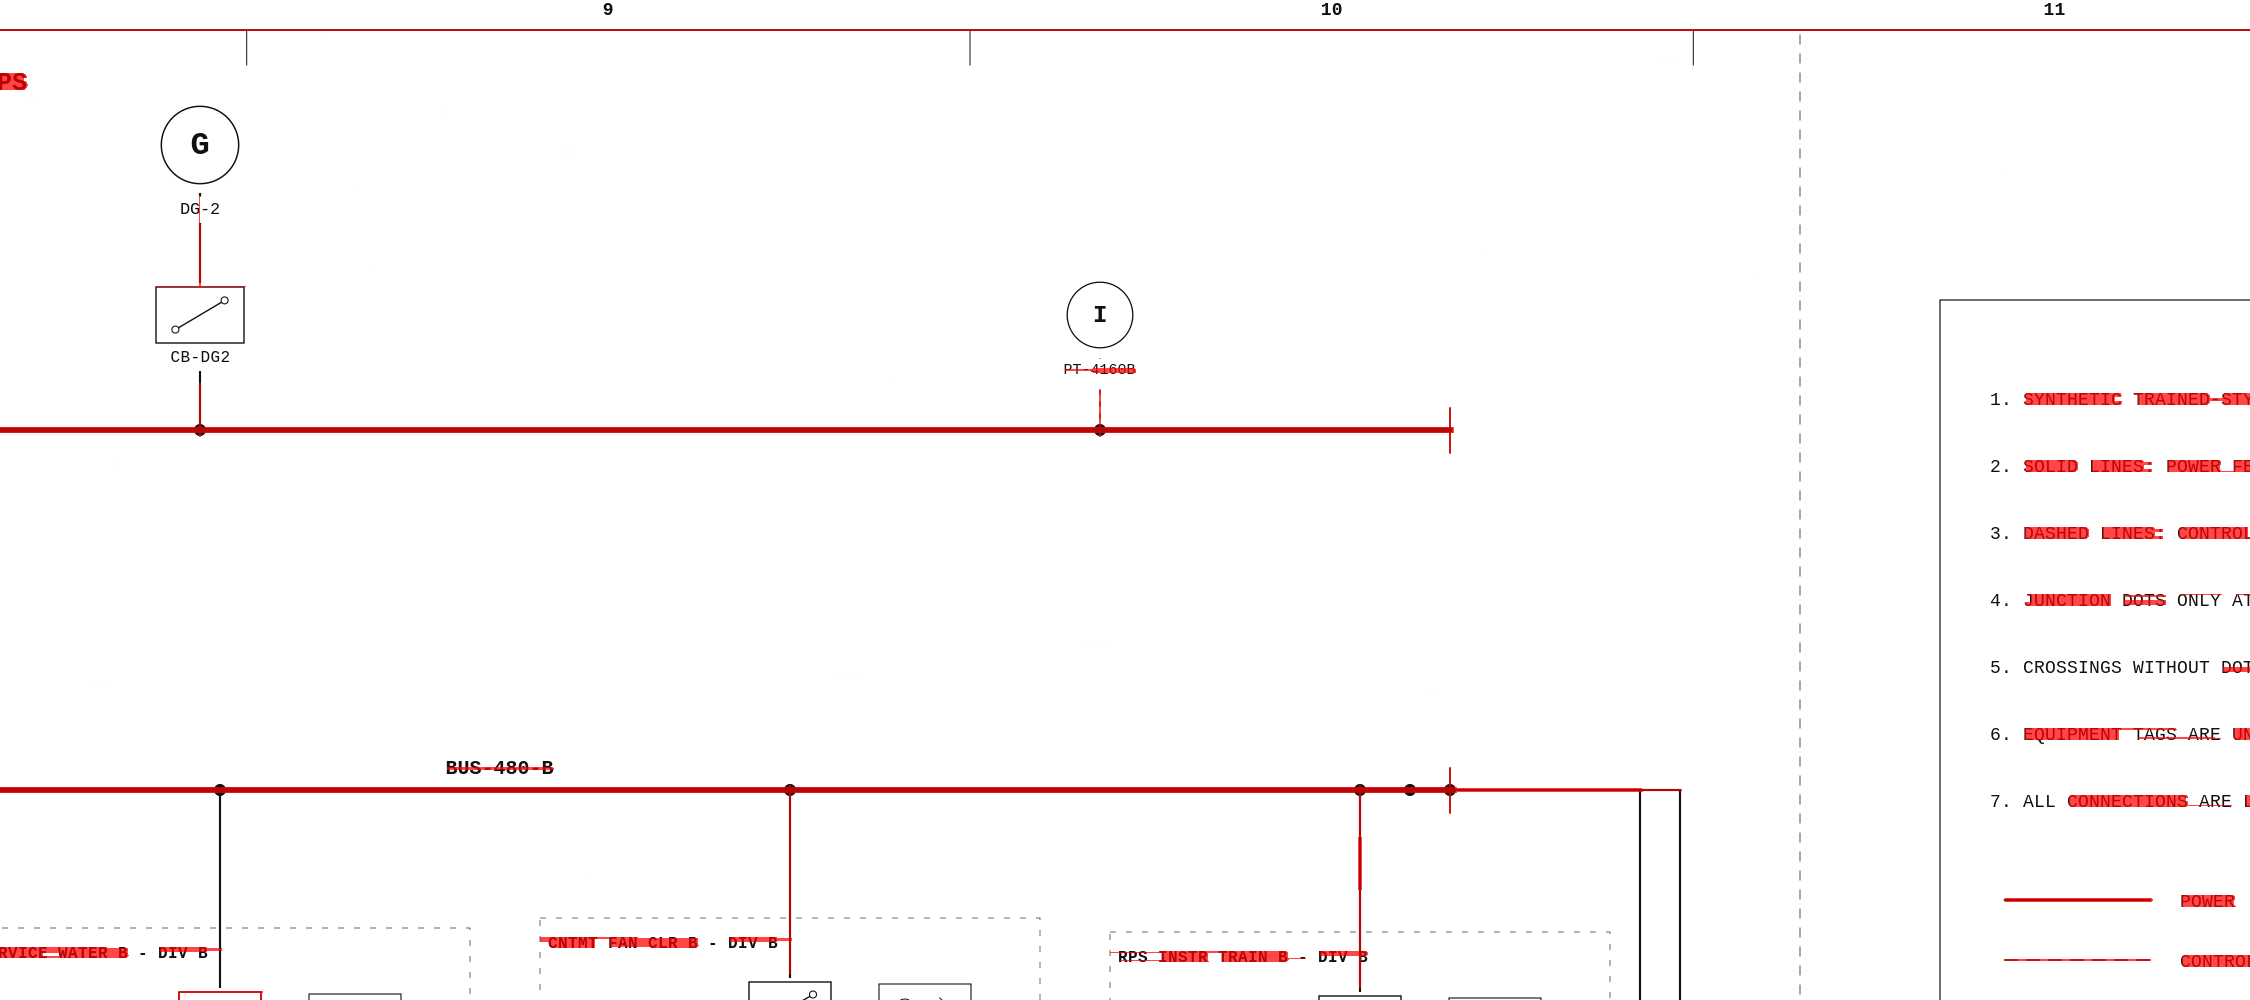 9 10 11
PS
G
DG-2
CB-DG2
I
PT-4160B
1. SYNTHETIC TRAINED-STY
2. SOLID LINES: POWER FE
3. DASHED LINES: CONTROL
4. JUNCTION DOTS ONLY AT
5. CROSSINGS WITHOUT DOT
6. EQUIPMENT TAGS ARE UN
7. ALL CONNECTIONS ARE
POWER
CONTROL
BUS-480-B
RVICE WATER B - DIV B
CNTMT FAN CLR B - DIV B
RPS INSTR TRAIN B - DIV B